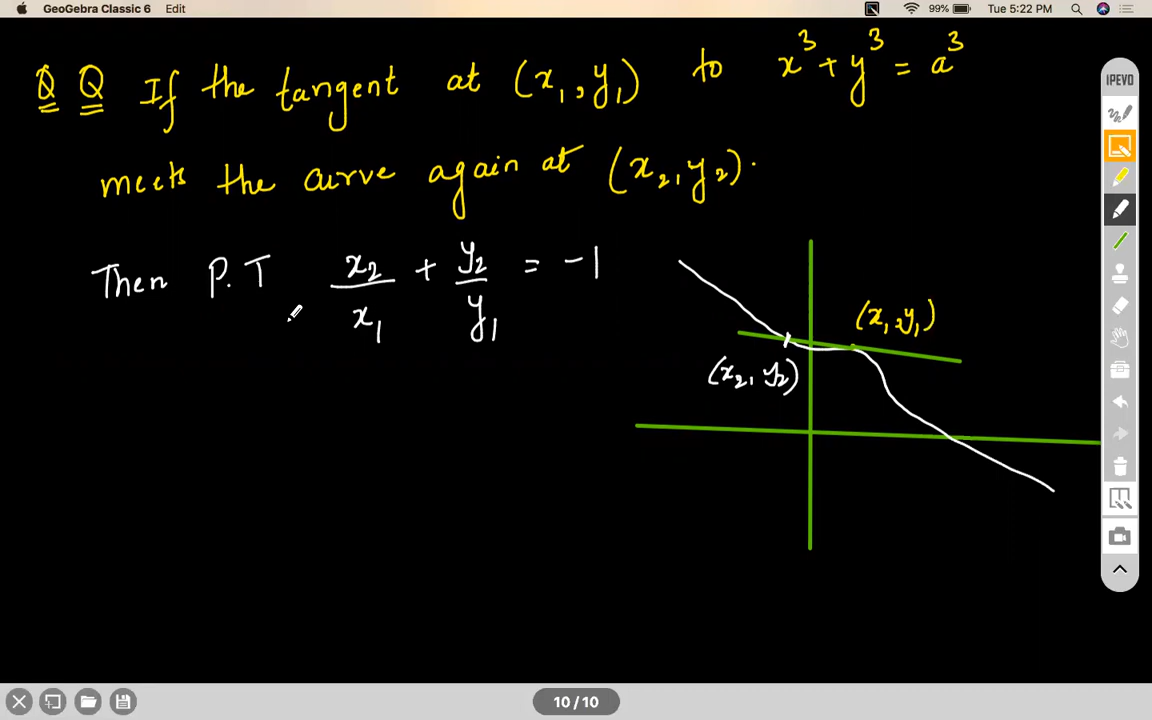 GeoGebra Classic 6 Edit 99% Tue 5:22 PM
Q Q If the tangent at (x₁, y₁) to x³ + y³ = a³
meets the curve again at (x₂, y₂).
Then P.T x₂/x₁ + y₂/y₁ = -1
(x₁, y₁)
(x₂, y₂)
IPEVO
10 / 10